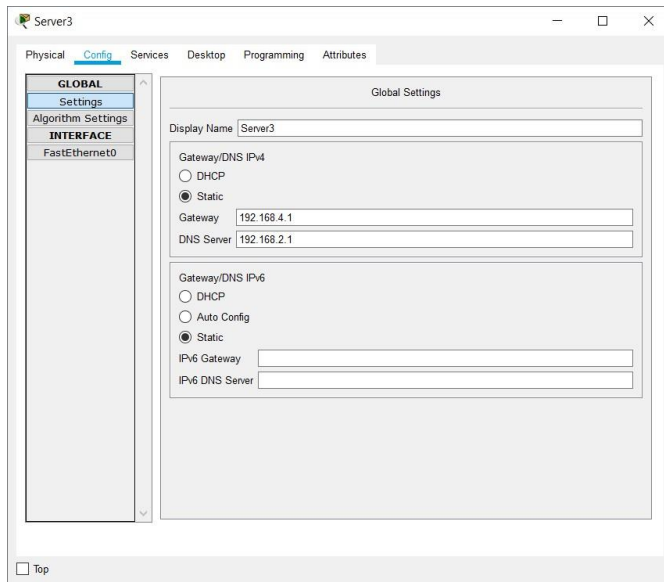 Server3
Physical Config Services Desktop Programming Attributes
GLOBAL
Settings
Algorithm Settings
INTERFACE
FastEthernet0
Global Settings
Display Name Server3
Gateway/DNS IPv4
DHCP
Static
Gateway 192.168.4.1
DNS Server 192.168.2.1
Gateway/DNS IPv6
DHCP
Auto Config
Static
IPv6 Gateway
IPv6 DNS Server
Top